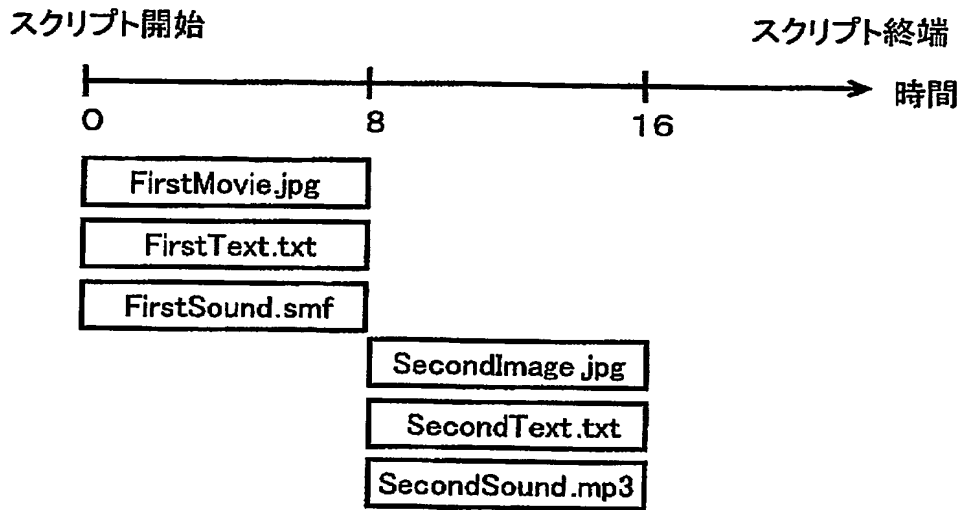 スクリプト開始
スクリプト終端
時間
0 8 16
FirstMovie.jpg
FirstText.txt
FirstSound.smf
SecondImage.jpg
SecondText.txt
SecondSound.mp3